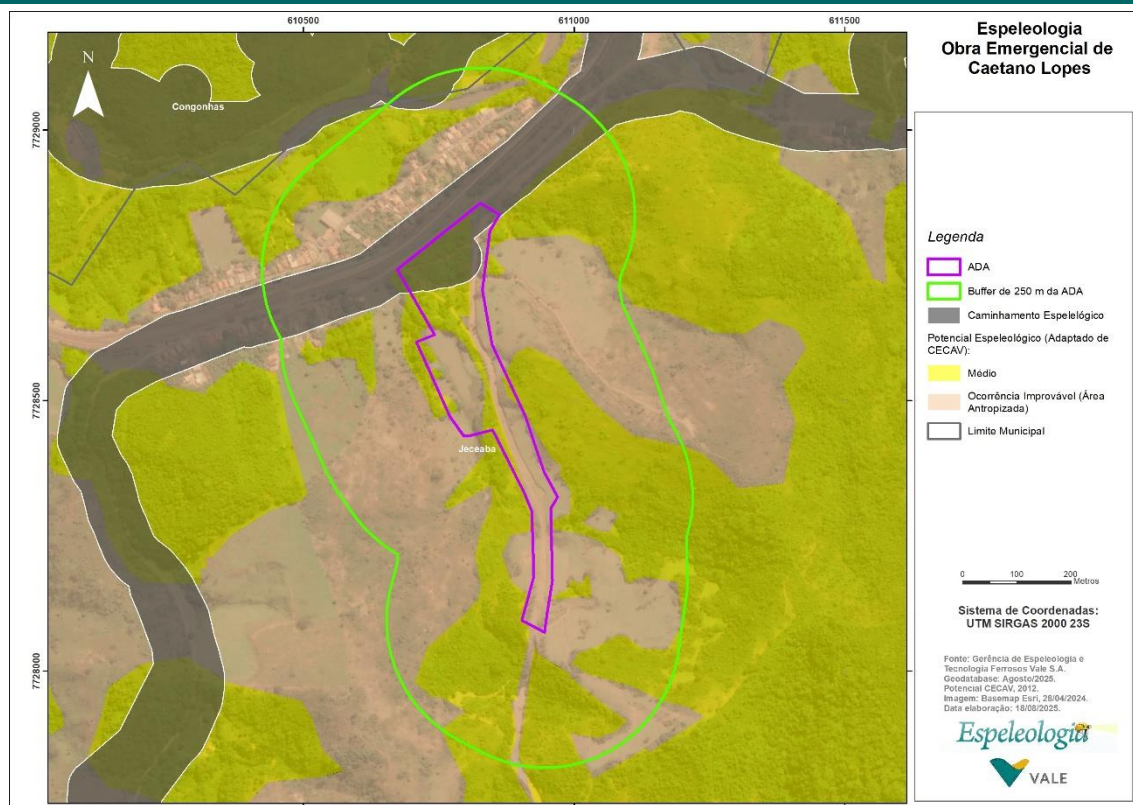 610500
611000
611500
7729000
7728500
7728000
N
Congonhas
Jeceaba
Espeleologia
Obra Emergencial de
Caetano Lopes
Legenda
ADA
Buffer de 250 m da ADA
Caminhamento Espelelógico
Potencial Espeleológico (Adaptado de
CECAV):
Médio
Ocorrência Improvável (Área
Antropizada)
Limite Municipal
0 100 200
Metros
Sistema de Coordenadas:
UTM SIRGAS 2000 23S
Fonte: Gerência de Espeleologia e
Tecnologia Ferrosos Vale S.A.
Geodatabase: Agosto/2025.
Potencial CECAV, 2012.
Imagem: Basemap Esri, 28/04/2024.
Data elaboração: 18/08/2025.
Espeleologia
VALE